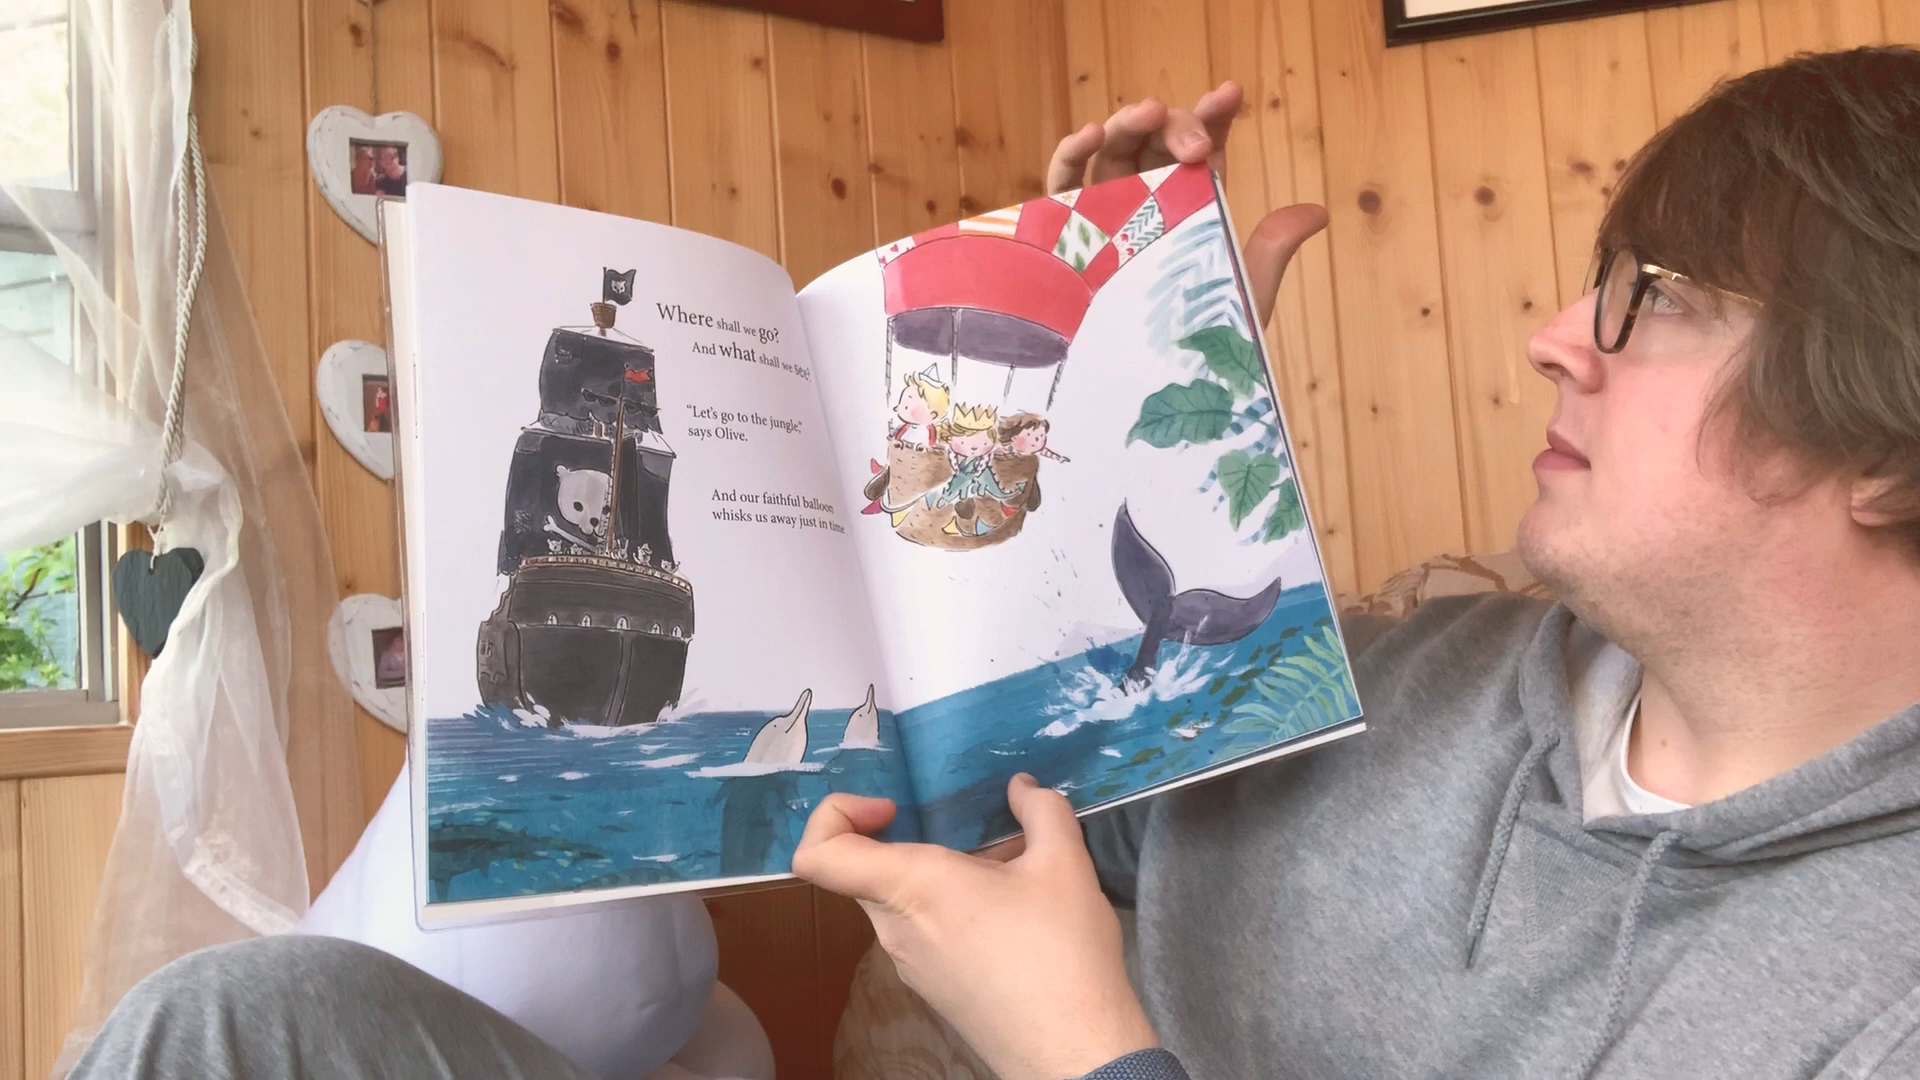 Where shall we go?
And what shall we see?
“Let’s go to the jungle,”
says Olive.
And our faithful balloon
whisks us away just in time